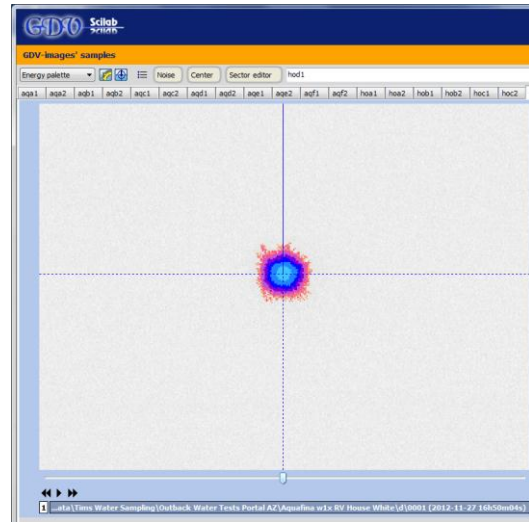 GDV Scilab
GDV-images' samples
Energy palette Noise Center Sector editor hod1
aqa1 aqa2 aqb1 aqb2 aqc1 aqc2 aqd1 aqd2 aqe1 aqe2 aqf1 aqf2 hoa1 hoa2 hob1 hob2 hoc1 hoc2
1 ...ata\Tims Water Sampling\Outback Water Tests Portal AZ\Aquafina w1x RV House White\d\0001 [2012-11-27 16h50m04s]